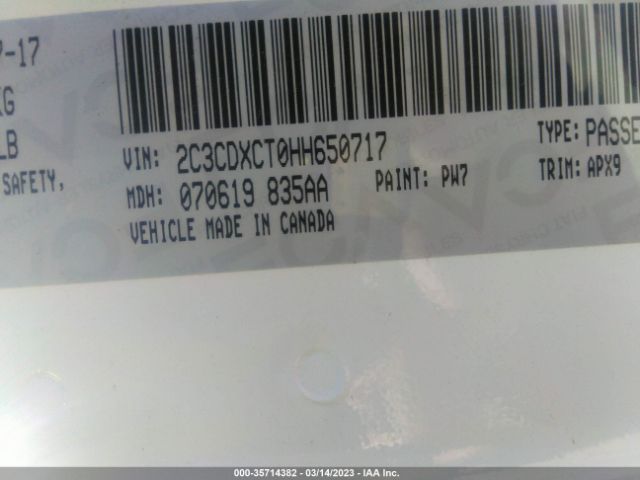 7-17
KG
LB
SAFETY,
VIN: 2C3CDXCT0HH650717
TYPE: PASSE
MDH: 070619 835AA
PAINT: PW7
TRIM: APX9
VEHICLE MADE IN CANADA
000-35714382 - 03/14/2023 - IAA Inc.